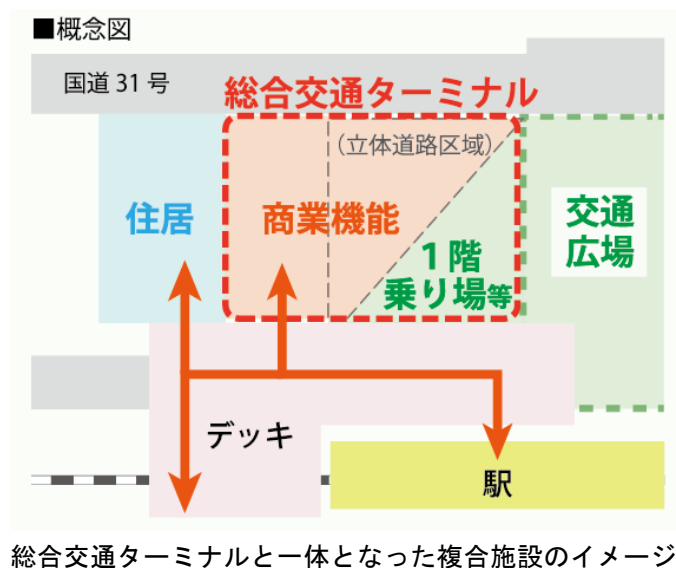 ■概念図
国道 31 号
総合交通ターミナル
(立体道路区域)
住居
商業機能
交通
広場
1階
乗り場等
デッキ
駅
総合交通ターミナルと一体となった複合施設のイメージ